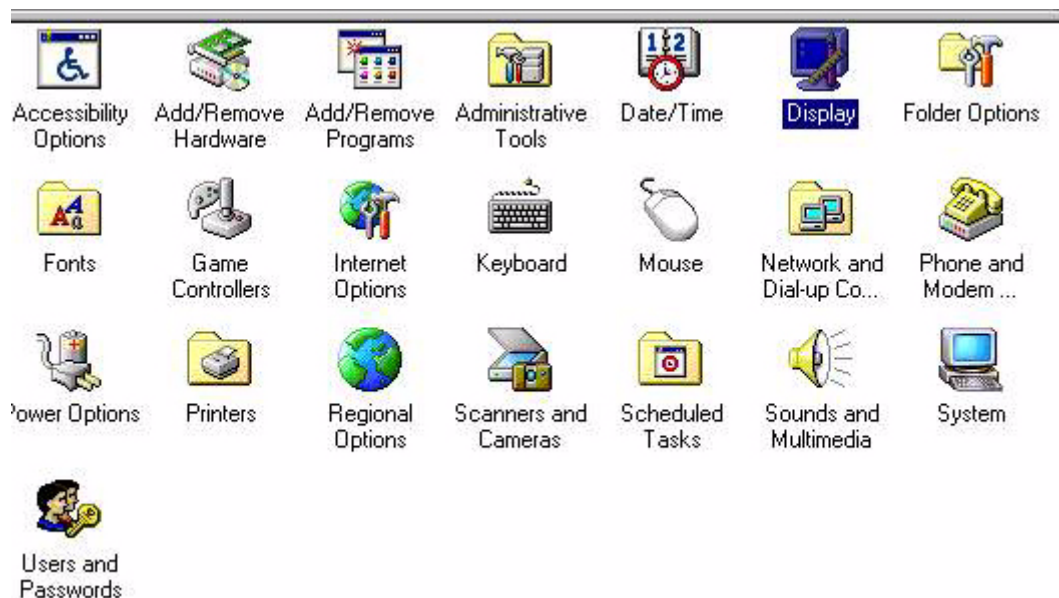 Accessibility Options
Add/Remove Hardware
Add/Remove Programs
Administrative Tools
Date/Time
Display
Folder Options
Fonts
Game Controllers
Internet Options
Keyboard
Mouse
Network and Dial-up Co...
Phone and Modem ...
Power Options
Printers
Regional Options
Scanners and Cameras
Scheduled Tasks
Sounds and Multimedia
System
Users and Passwords